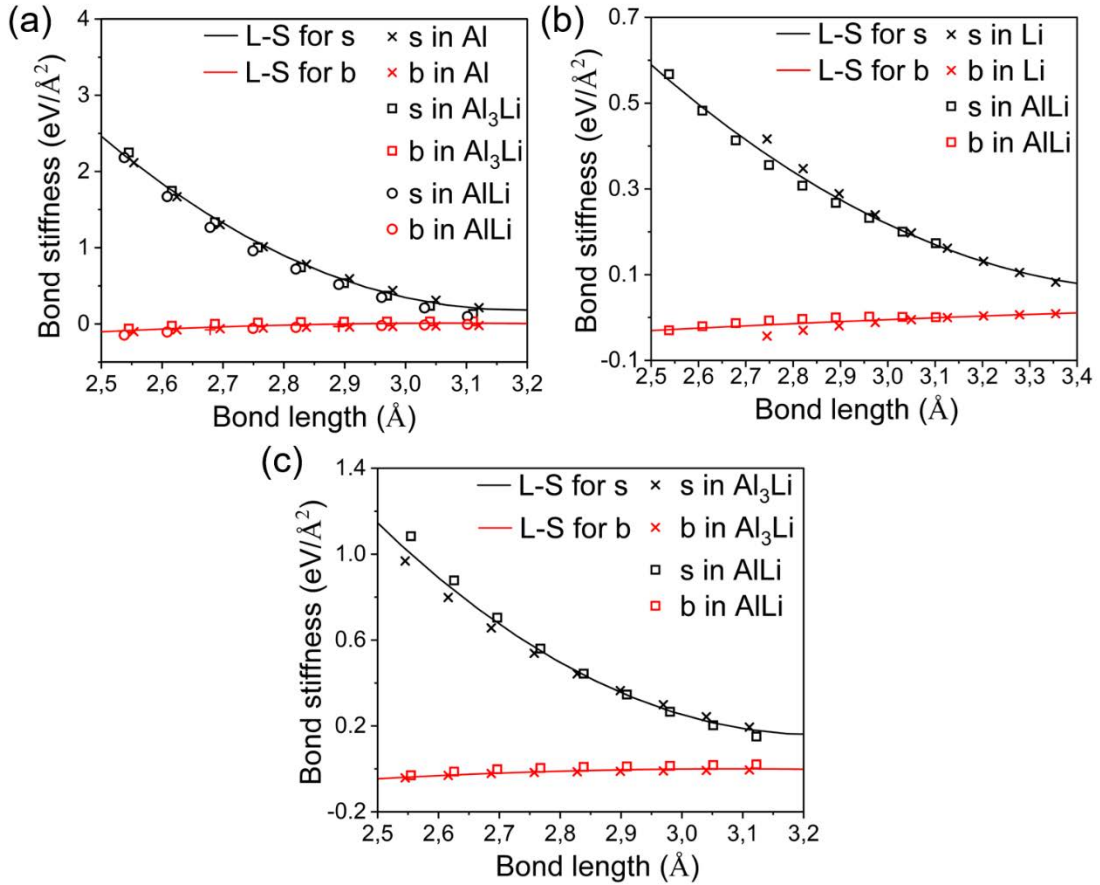 (a)
Bond stiffness (eV/Å²)
4
3
2
1
0
-1
L-S for s
L-S for b
s in Al
b in Al
s in Al₃Li
b in Al₃Li
s in AlLi
b in AlLi
2,5 2,6 2,7 2,8 2,9 3,0 3,1 3,2
Bond length (Å)
(b)
Bond stiffness (eV/Å²)
0.7
0.5
0.3
0.1
-0.1
L-S for s
L-S for b
s in Li
b in Li
s in AlLi
b in AlLi
2,5 2,6 2,7 2,8 2,9 3,0 3,1 3,2 3,3 3,4
Bond length (Å)
(c)
Bond stiffness (eV/Å²)
1.4
1.0
0.6
0.2
-0.2
L-S for s
L-S for b
s in Al₃Li
b in Al₃Li
s in AlLi
b in AlLi
2,5 2,6 2,7 2,8 2,9 3,0 3,1 3,2
Bond length (Å)